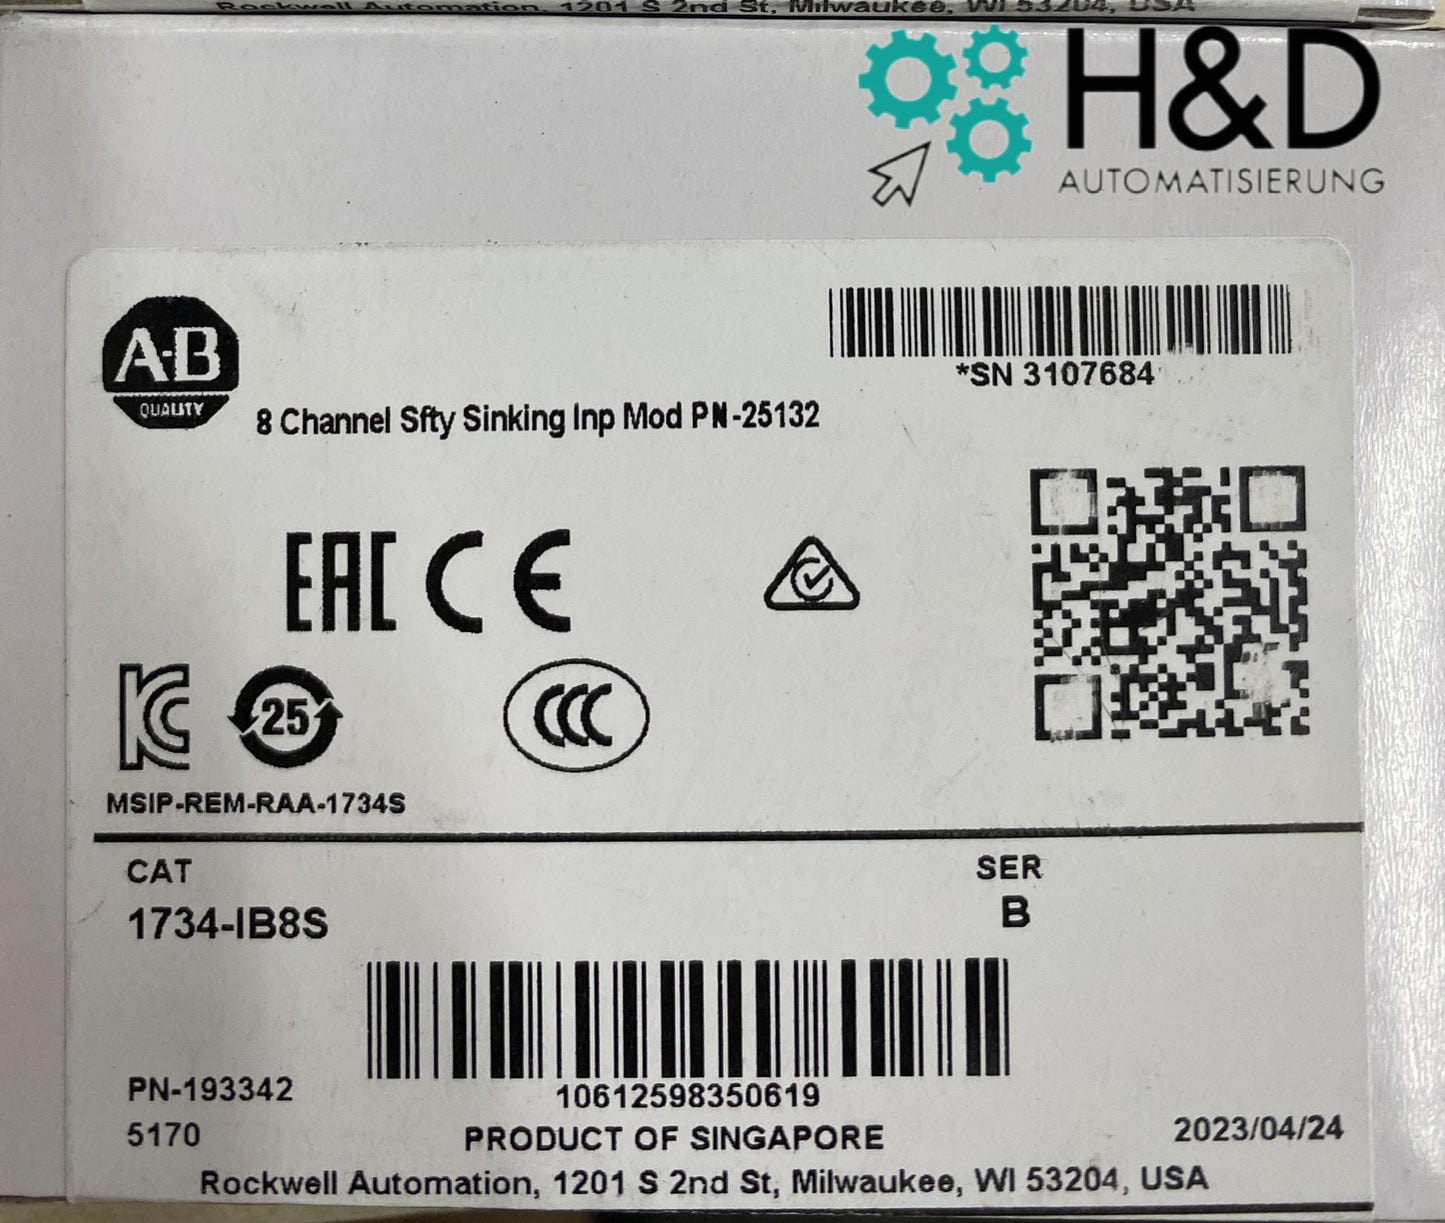 Rockwell Automation, 1201 S 2nd St, Milwaukee, WI 53204, USA
H&D
AUTOMATISIERUNG
A-B
QUALITY
*SN 3107684
8 Channel Sfty Sinking Inp Mod PN-25132
EAC CE
KC
25
CCC
MSIP-REM-RAA-1734S
CAT
SER
1734-IB8S
B
PN-193342
10612598350619
5170
PRODUCT OF SINGAPORE
2023/04/24
Rockwell Automation, 1201 S 2nd St, Milwaukee, WI 53204, USA